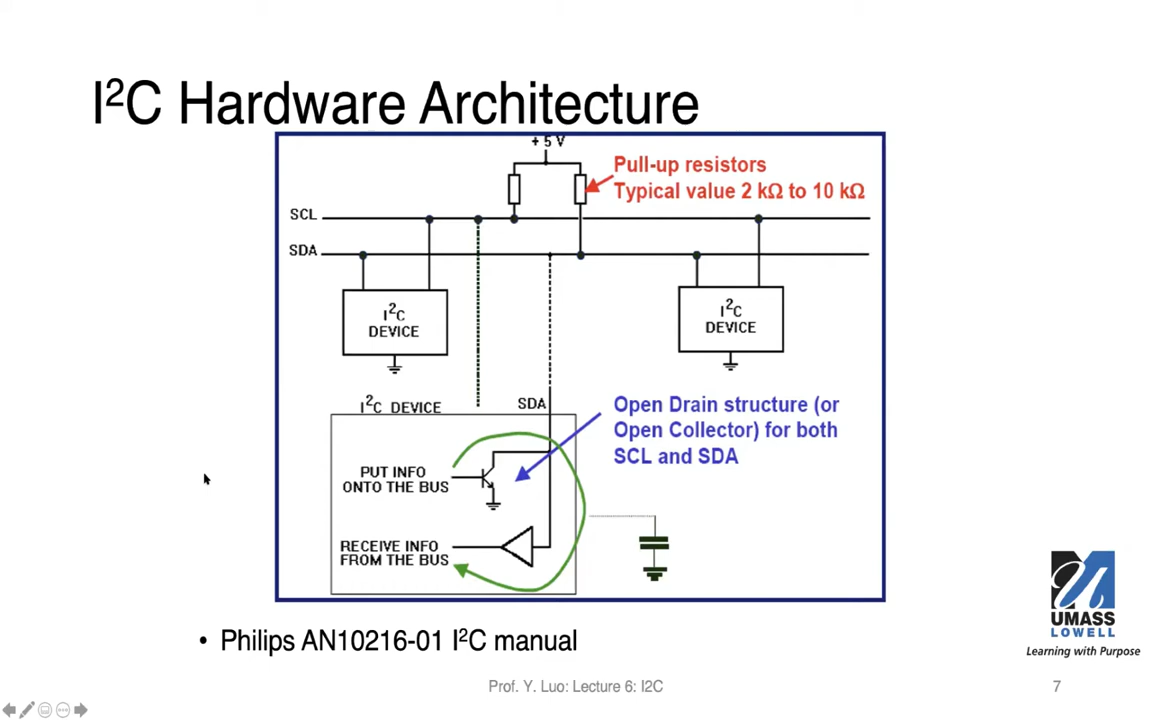 I²C Hardware Architecture
+ 5 V
Pull-up resistors
Typical value 2 kΩ to 10 kΩ
SCL
SDA
I²C
DEVICE
I²C
DEVICE
I²C DEVICE
SDA
Open Drain structure (or
Open Collector) for both
SCL and SDA
PUT INFO
ONTO THE BUS
RECEIVE INFO
FROM THE BUS
• Philips AN10216-01 I²C manual
UMASS
LOWELL
Learning with Purpose
Prof. Y. Luo: Lecture 6: I2C
7